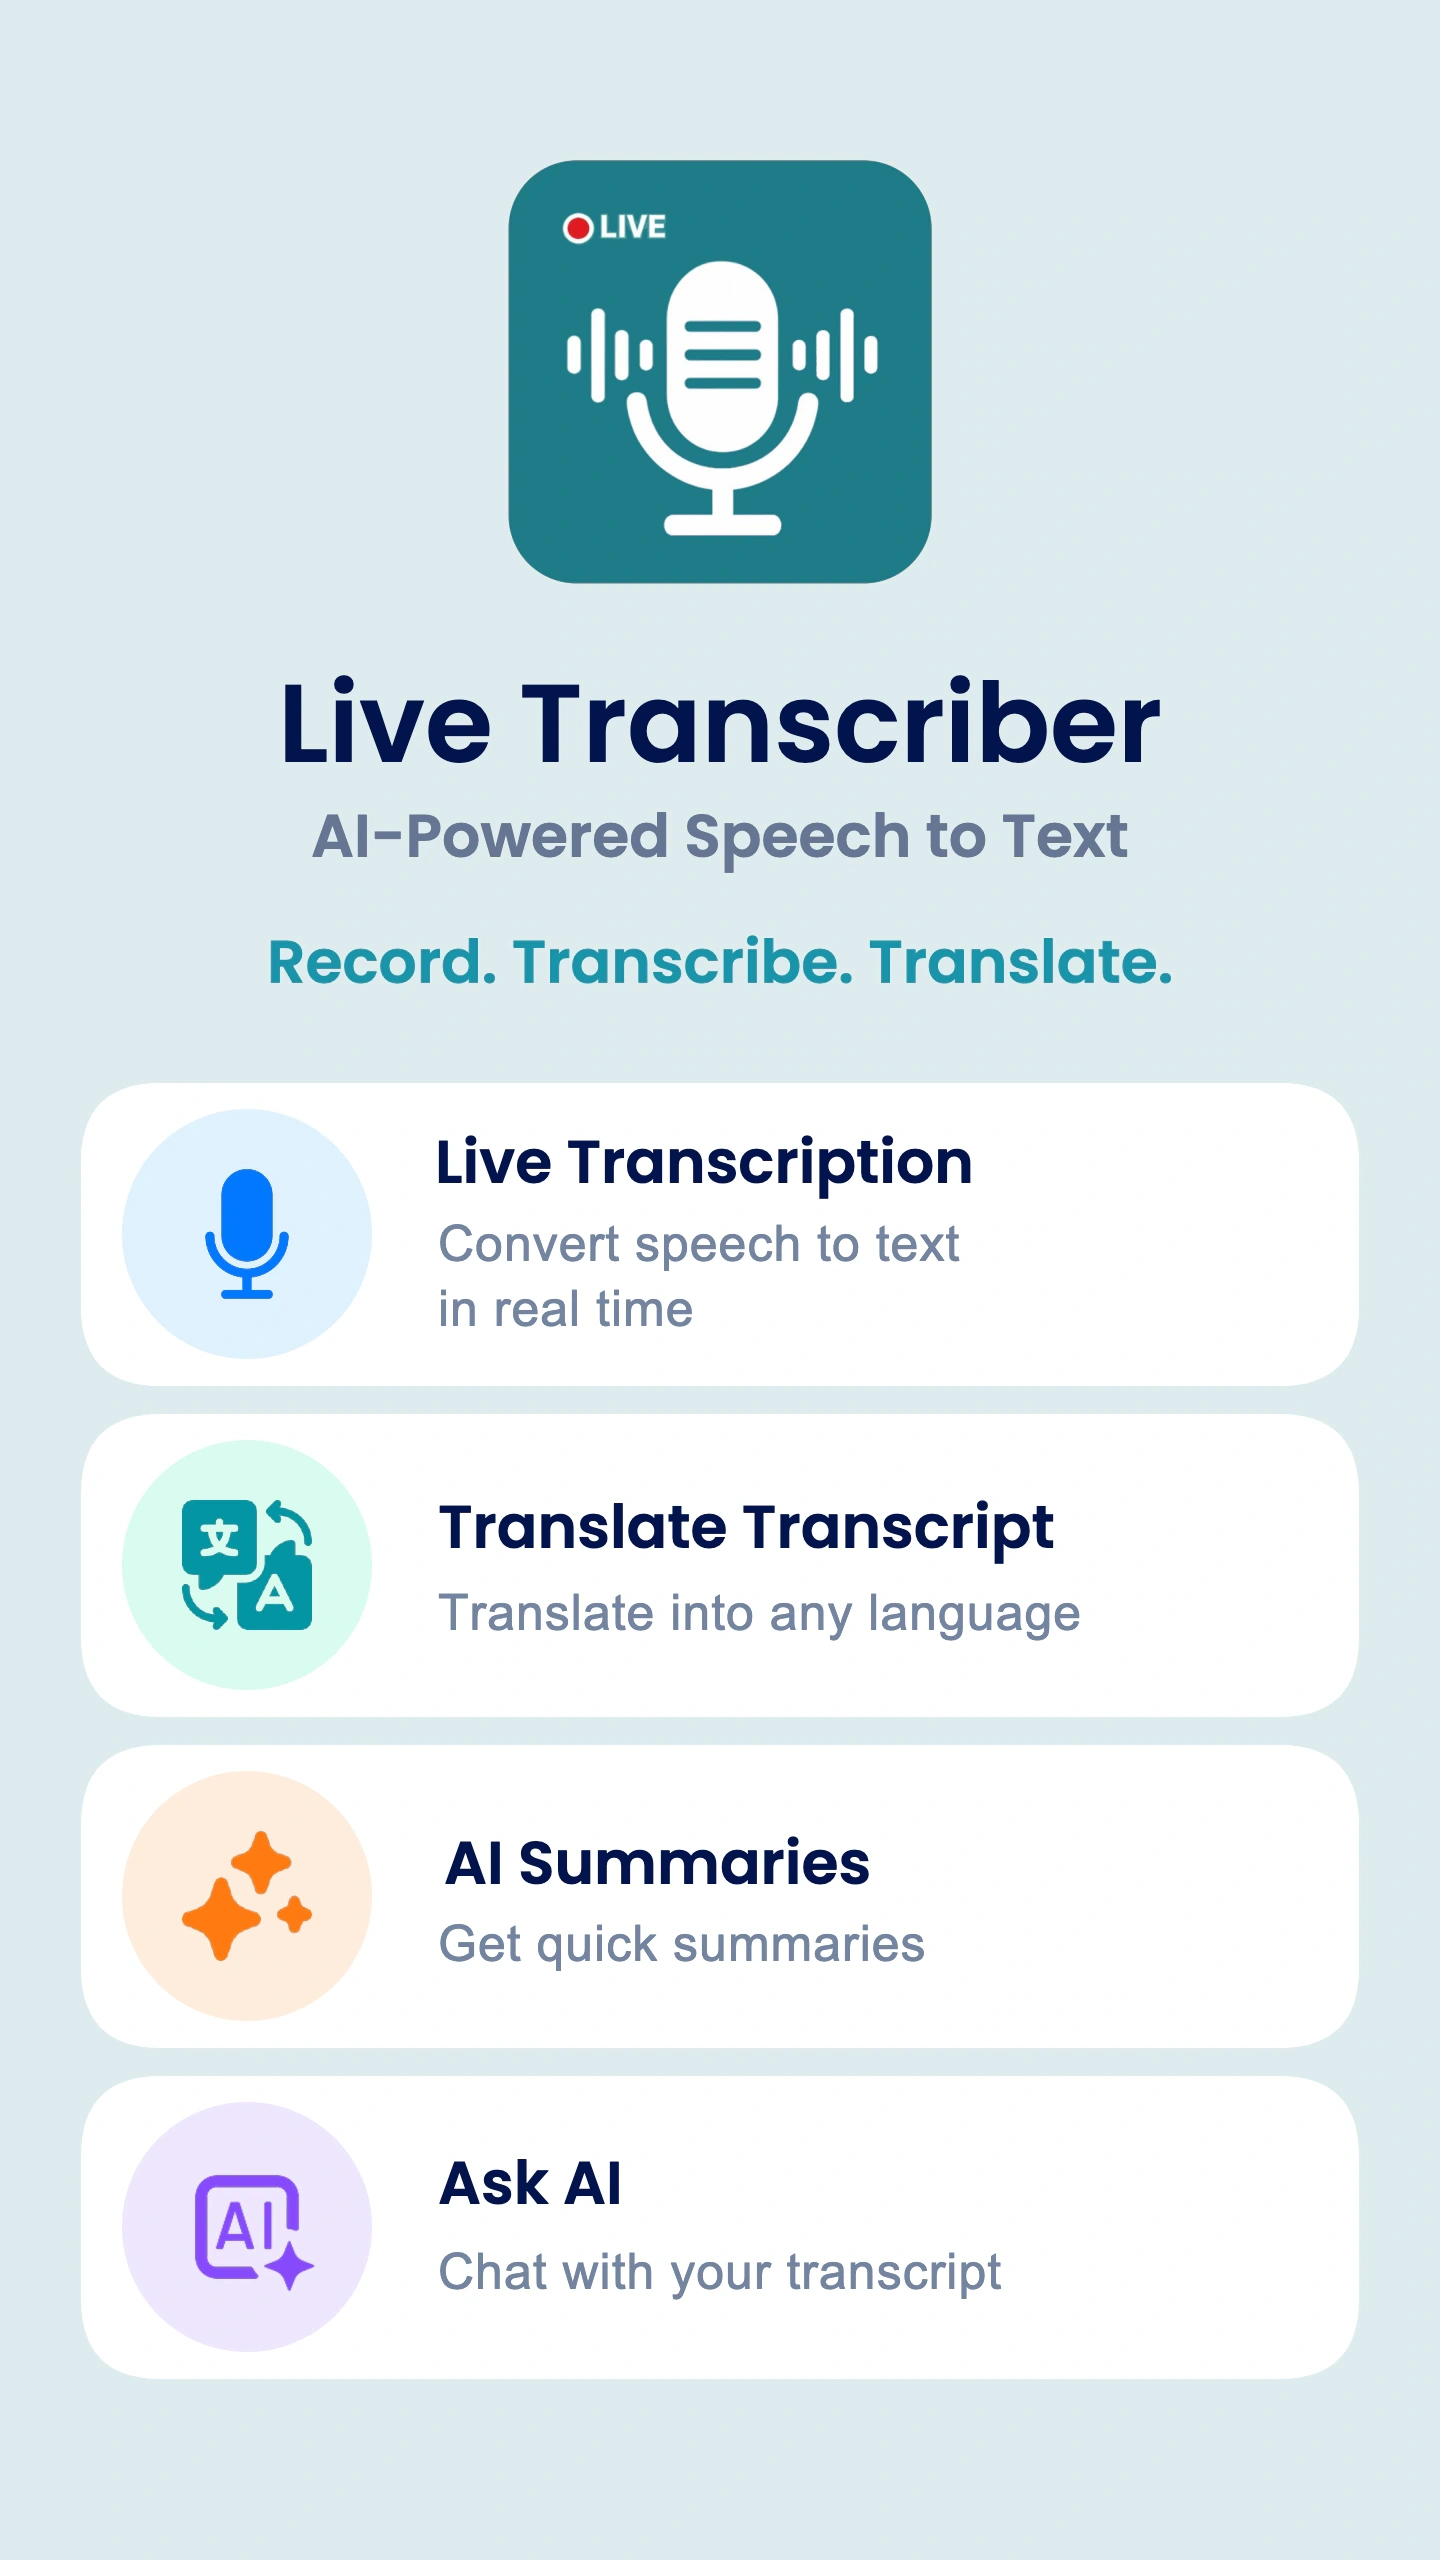 LIVE
Live Transcriber
AI-Powered Speech to Text
Record. Transcribe. Translate.
Live Transcription
Convert speech to text
in real time
文
A
Translate Transcript
Translate into any language
AI Summaries
Get quick summaries
AI
Ask AI
Chat with your transcript